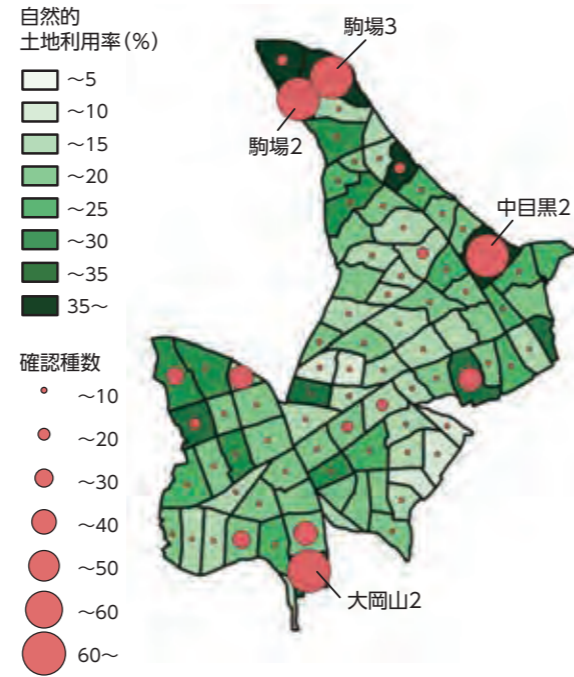 自然的
土地利用率(%)
～5
～10
～15
～20
～25
～30
～35
35～
確認種数
～10
～20
～30
～40
～50
～60
60～
駒場3
駒場2
中目黒2
大岡山2